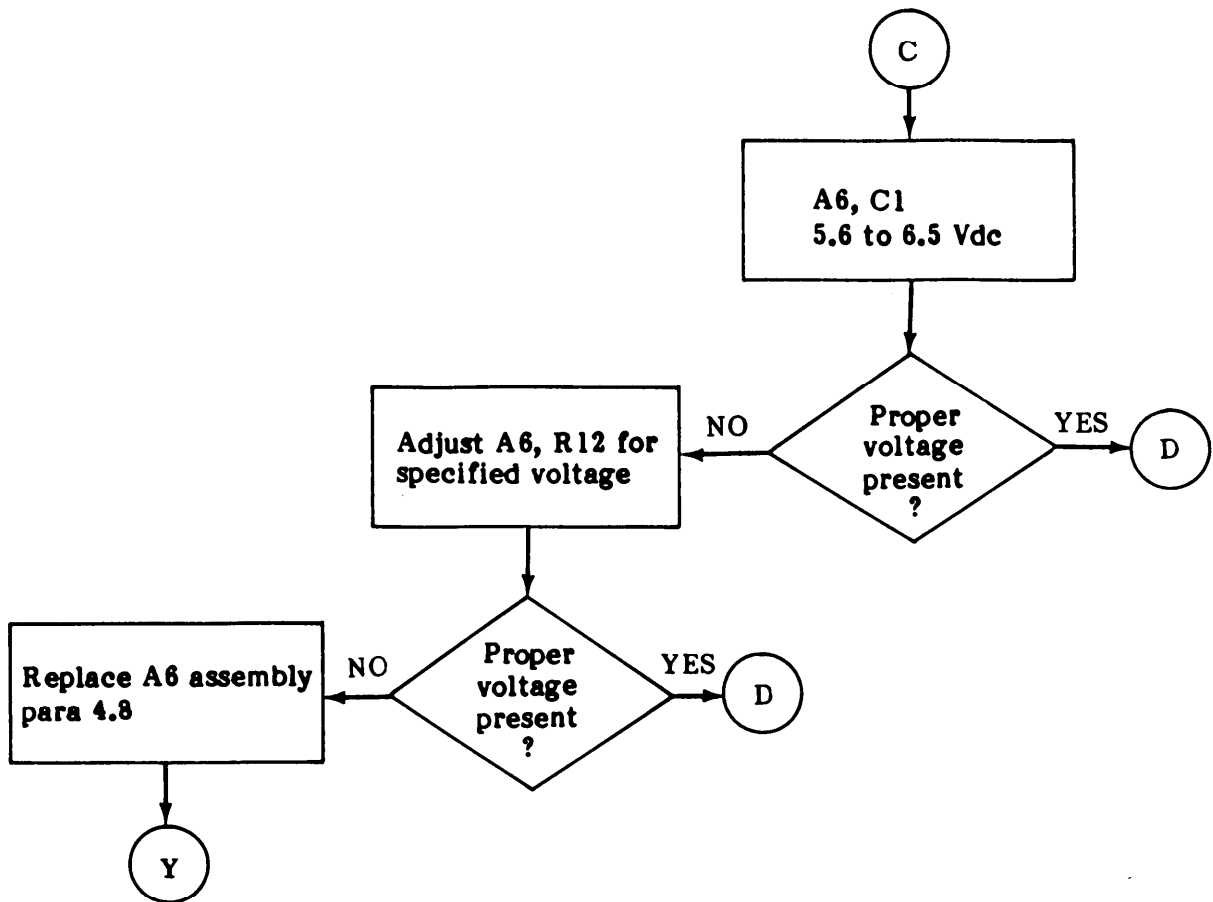 C
A6, C1
5.6 to 6.5 Vdc
Proper
voltage
present
?
NO
YES
D
Adjust A6, R12 for
specified voltage
Proper
voltage
present
?
NO
YES
D
Replace A6 assembly
para 4.8
Y